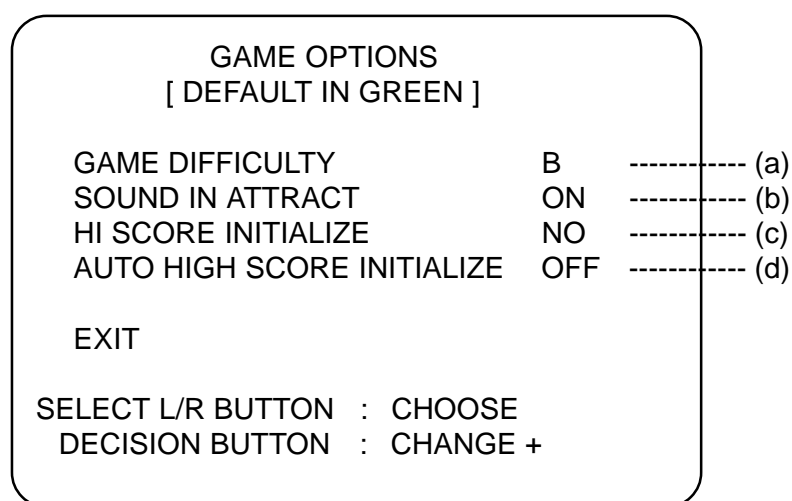 GAME OPTIONS
[ DEFAULT IN GREEN ]
GAME DIFFICULTY B ------------ (a)
SOUND IN ATTRACT ON ------------ (b)
HI SCORE INITIALIZE NO ------------ (c)
AUTO HIGH SCORE INITIALIZE OFF ------------ (d)
EXIT
SELECT L/R BUTTON : CHOOSE
DECISION BUTTON : CHANGE +